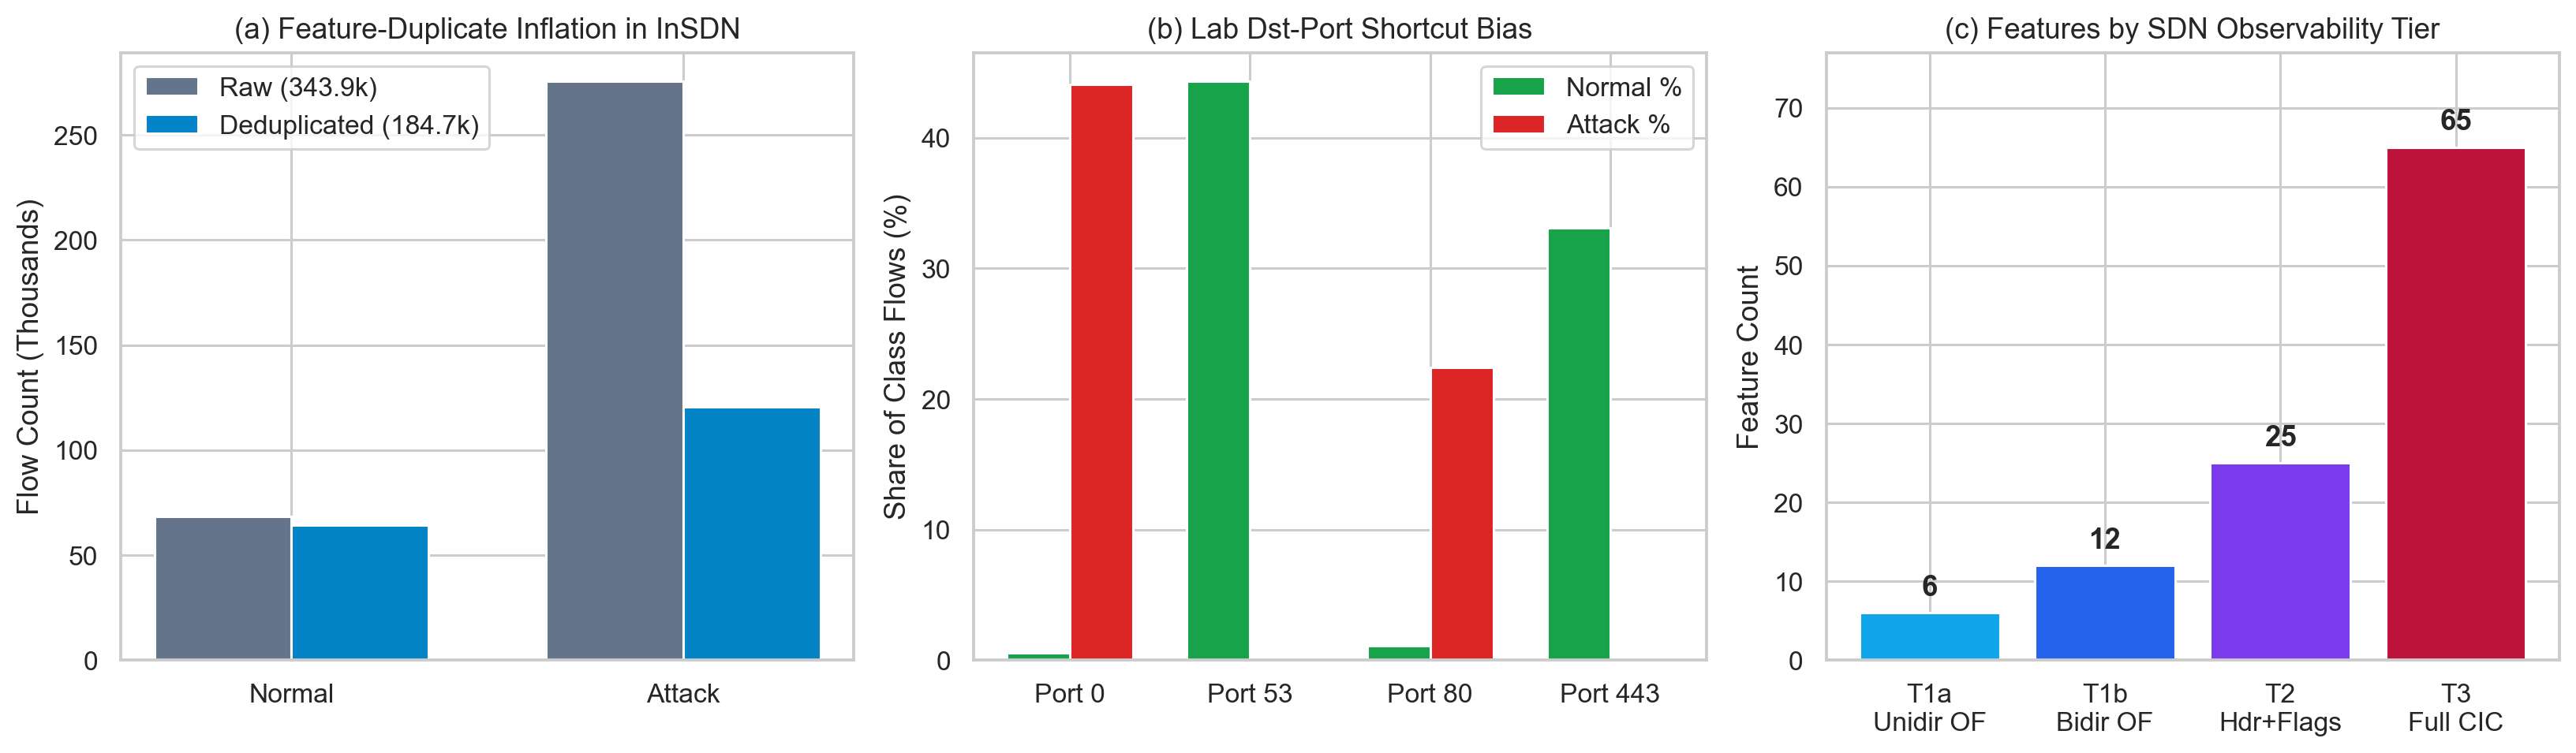 (a) Feature-Duplicate Inflation in InSDN
Flow Count (Thousands)
250
200
150
100
50
0
Raw (343.9k)
Deduplicated (184.7k)
Normal
Attack
(b) Lab Dst-Port Shortcut Bias
Share of Class Flows (%)
40
30
20
10
0
Normal %
Attack %
Port 0
Port 53
Port 80
Port 443
(c) Features by SDN Observability Tier
Feature Count
70
60
50
40
30
20
10
0
6
12
25
65
T1a
Unidir OF
T1b
Bidir OF
T2
Hdr+Flags
T3
Full CIC